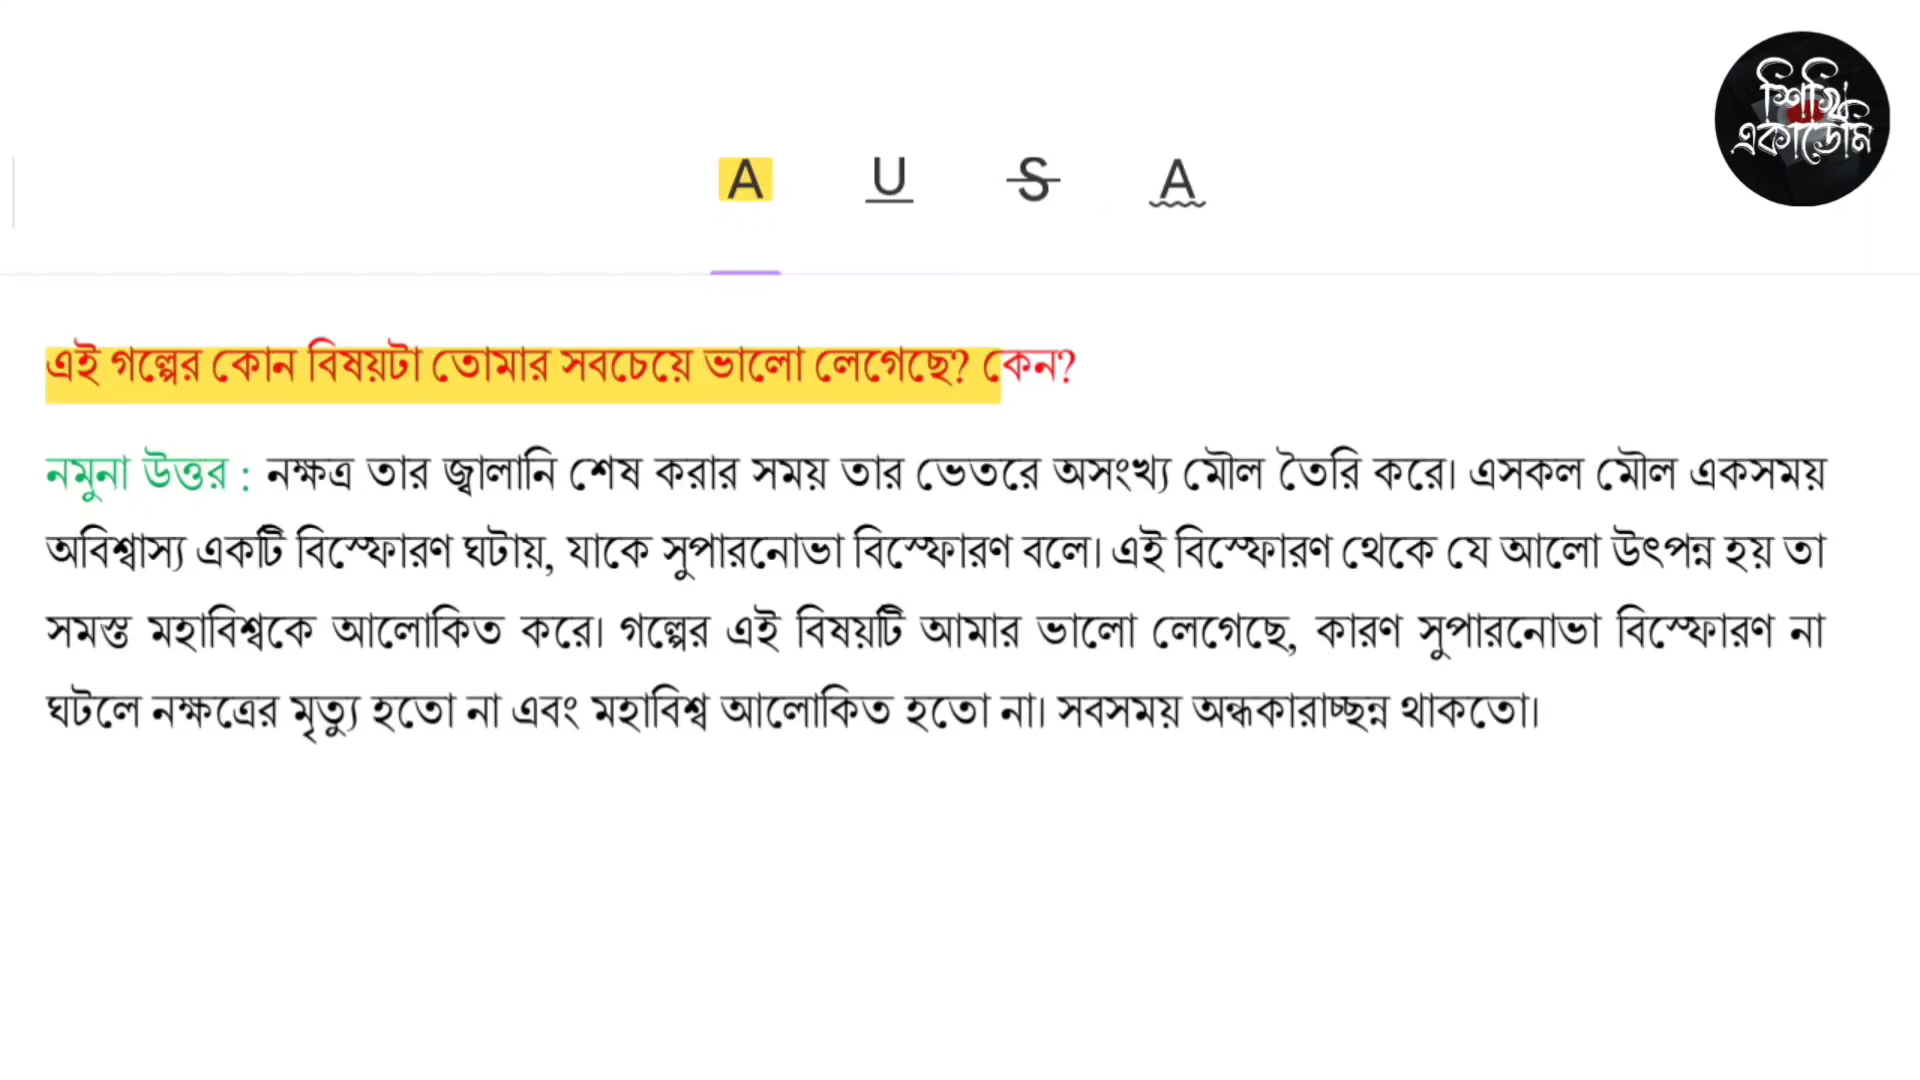 শিখি
একাডেমি
A U S A
এই গল্পের কোন বিষয়টা তোমার সবচেয়ে ভালো লেগেছে? কেন?
নমুনা উত্তর : নক্ষত্র তার জ্বালানি শেষ করার সময় তার ভেতরে অসংখ্য মৌল তৈরি করে। এসকল মৌল একসময়
অবিশ্বাস্য একটি বিস্ফোরণ ঘটায়, যাকে সুপারনোভা বিস্ফোরণ বলে। এই বিস্ফোরণ থেকে যে আলো উৎপন্ন হয় তা
সমস্ত মহাবিশ্বকে আলোকিত করে। গল্পের এই বিষয়টি আমার ভালো লেগেছে, কারণ সুপারনোভা বিস্ফোরণ না
ঘটলে নক্ষত্রের মৃত্যু হতো না এবং মহাবিশ্ব আলোকিত হতো না। সবসময় অন্ধকারাচ্ছন্ন থাকতো।